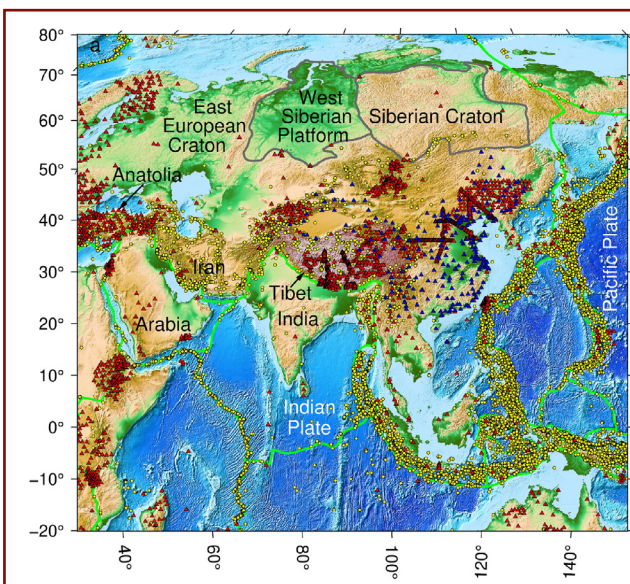 a
80°
70°
60°
50°
40°
30°
20°
10°
0°
−10°
−20°
East
European
Craton
West
Siberian
Platform
Siberian Craton
Anatolia
Iran
Tibet
India
Arabia
Indian
Plate
Pacific Plate
40°
60°
80°
100°
120°
140°